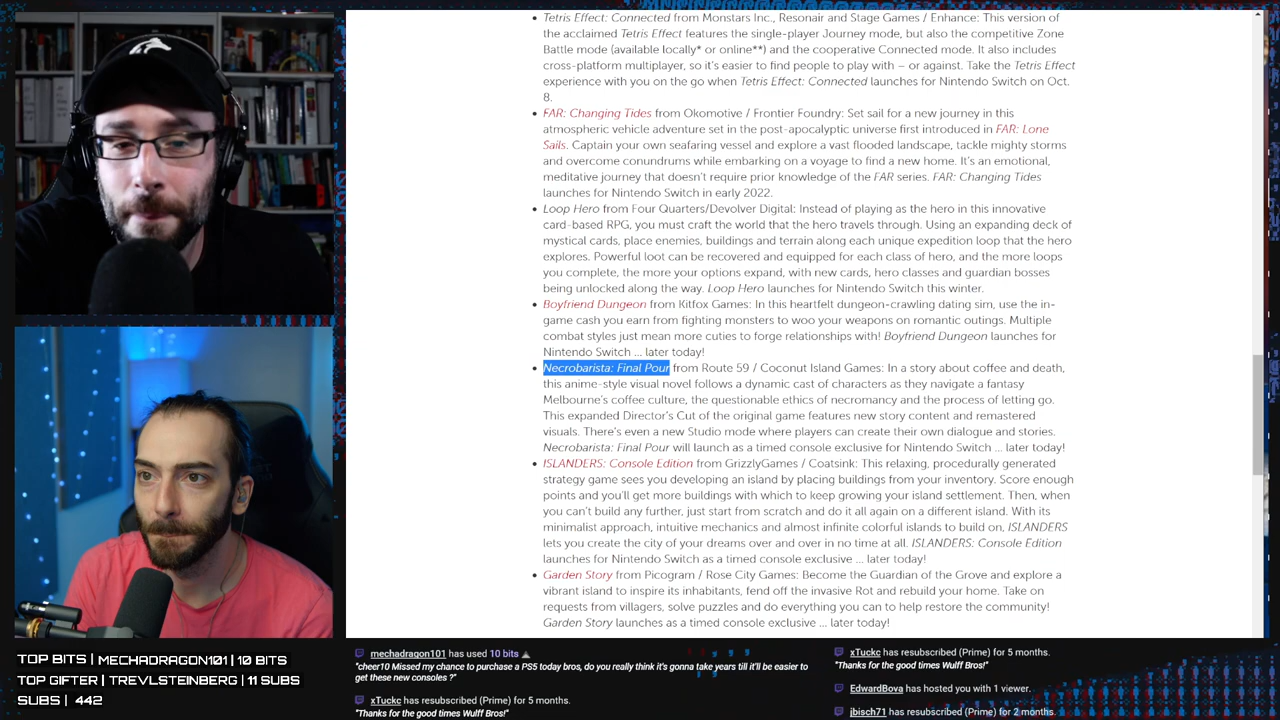 Tetris Effect: Connected from Monstars Inc., Resonair and Stage Games / Enhance: This version of
the acclaimed Tetris Effect features the single-player Journey mode, but also the competitive Zone
Battle mode (available locally* or online**) and the cooperative Connected mode. It also includes
cross-platform multiplayer, so it's easier to find people to play with – or against. Take the Tetris Effect
experience with you on the go when Tetris Effect: Connected launches for Nintendo Switch on Oct.
8.
FAR: Changing Tides from Okomotive / Frontier Foundry: Set sail for a new journey in this
atmospheric vehicle adventure set in the post-apocalyptic universe first introduced in FAR: Lone
Sails. Captain your own seafaring vessel and explore a vast flooded landscape, tackle mighty storms
and overcome conundrums while embarking on a voyage to find a new home. It's an emotional,
meditative journey that doesn't require prior knowledge of the FAR series. FAR: Changing Tides
launches for Nintendo Switch in early 2022.
Loop Hero from Four Quarters/Devolver Digital: Instead of playing as the hero in this innovative
card-based RPG, you must craft the world that the hero travels through. Using an expanding deck of
mystical cards, place enemies, buildings and terrain along each unique expedition loop that the hero
explores. Powerful loot can be recovered and equipped for each class of hero, and the more loops
you complete, the more your options expand, with new cards, hero classes and guardian bosses
being unlocked along the way. Loop Hero launches for Nintendo Switch this winter.
Boyfriend Dungeon from Kitfox Games: In this heartfelt dungeon-crawling dating sim, use the in-
game cash you earn from fighting monsters to woo your weapons on romantic outings. Multiple
combat styles just mean more cuties to forge relationships with! Boyfriend Dungeon launches for
Nintendo Switch ... later today!
Necrobarista: Final Pour from Route 59 / Coconut Island Games: In a story about coffee and death,
this anime-style visual novel follows a dynamic cast of characters as they navigate a fantasy
Melbourne's coffee culture, the questionable ethics of necromancy and the process of letting go.
This expanded Director's Cut of the original game features new story content and remastered
visuals. There's even a new Studio mode where players can create their own dialogue and stories.
Necrobarista: Final Pour will launch as a timed console exclusive for Nintendo Switch ... later today!
ISLANDERS: Console Edition from GrizzlyGames / Coatsink: This relaxing, procedurally generated
strategy game sees you developing an island by placing buildings from your inventory. Score enough
points and you'll get more buildings with which to keep growing your island settlement. Then, when
you can't build any further, just start from scratch and do it all again on a different island. With its
minimalist approach, intuitive mechanics and almost infinite colorful islands to build on, ISLANDERS
lets you create the city of your dreams over and over in no time at all. ISLANDERS: Console Edition
launches for Nintendo Switch as a timed console exclusive ... later today!
Garden Story from Picogram / Rose City Games: Become the Guardian of the Grove and explore a
vibrant island to inspire its inhabitants, fend off the invasive Rot and rebuild your home. Take on
requests from villagers, solve puzzles and do everything you can to help restore the community!
Garden Story launches as a timed console exclusive ... later today!
TOP BITS | MECHADRAGON101 | 10 BITS
TOP GIFTER | TREVLSTEINBERG | 11 SUBS
SUBS | 442
mechadragon101 has used 10 bits
"cheer10 Missed my chance to purchase a PS5 today bros, do you really think it's gonna take years till it'll be easier to
get these new consoles ?"
xTuckc has resubscribed (Prime) for 5 months.
"Thanks for the good times Wulff Bros!"
xTuckc has resubscribed (Prime) for 5 months.
"Thanks for the good times Wulff Bros!"
EdwardBova has hosted you with 1 viewer.
jbisch71 has resubscribed (Prime) for 2 months.